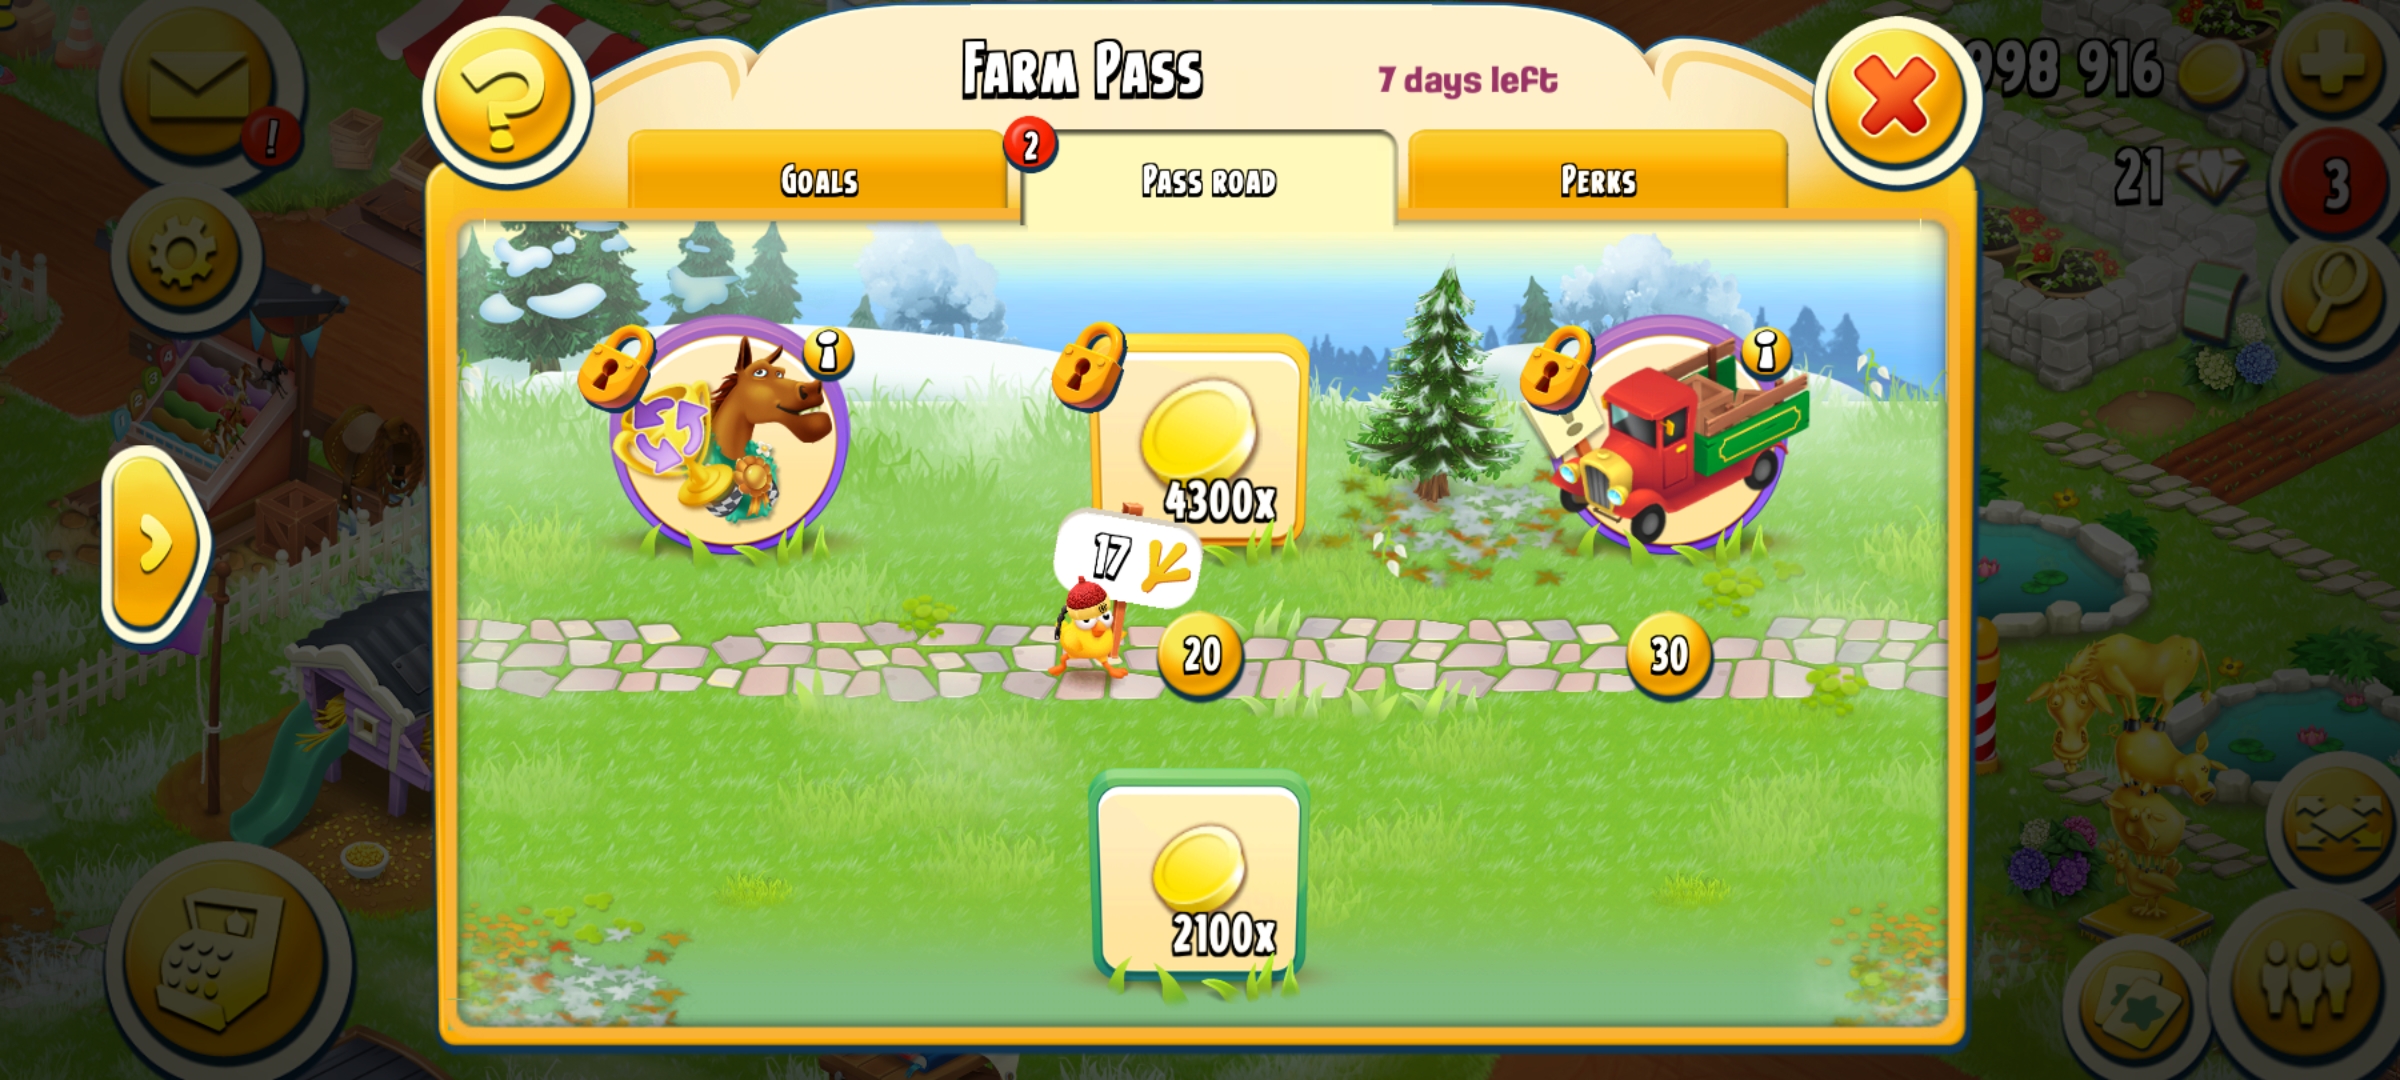 FARM PASS
7 days left
998 916
21
3
!
2
GOALS
PASS ROAD
PERKS
4300x
17
20
30
2100x